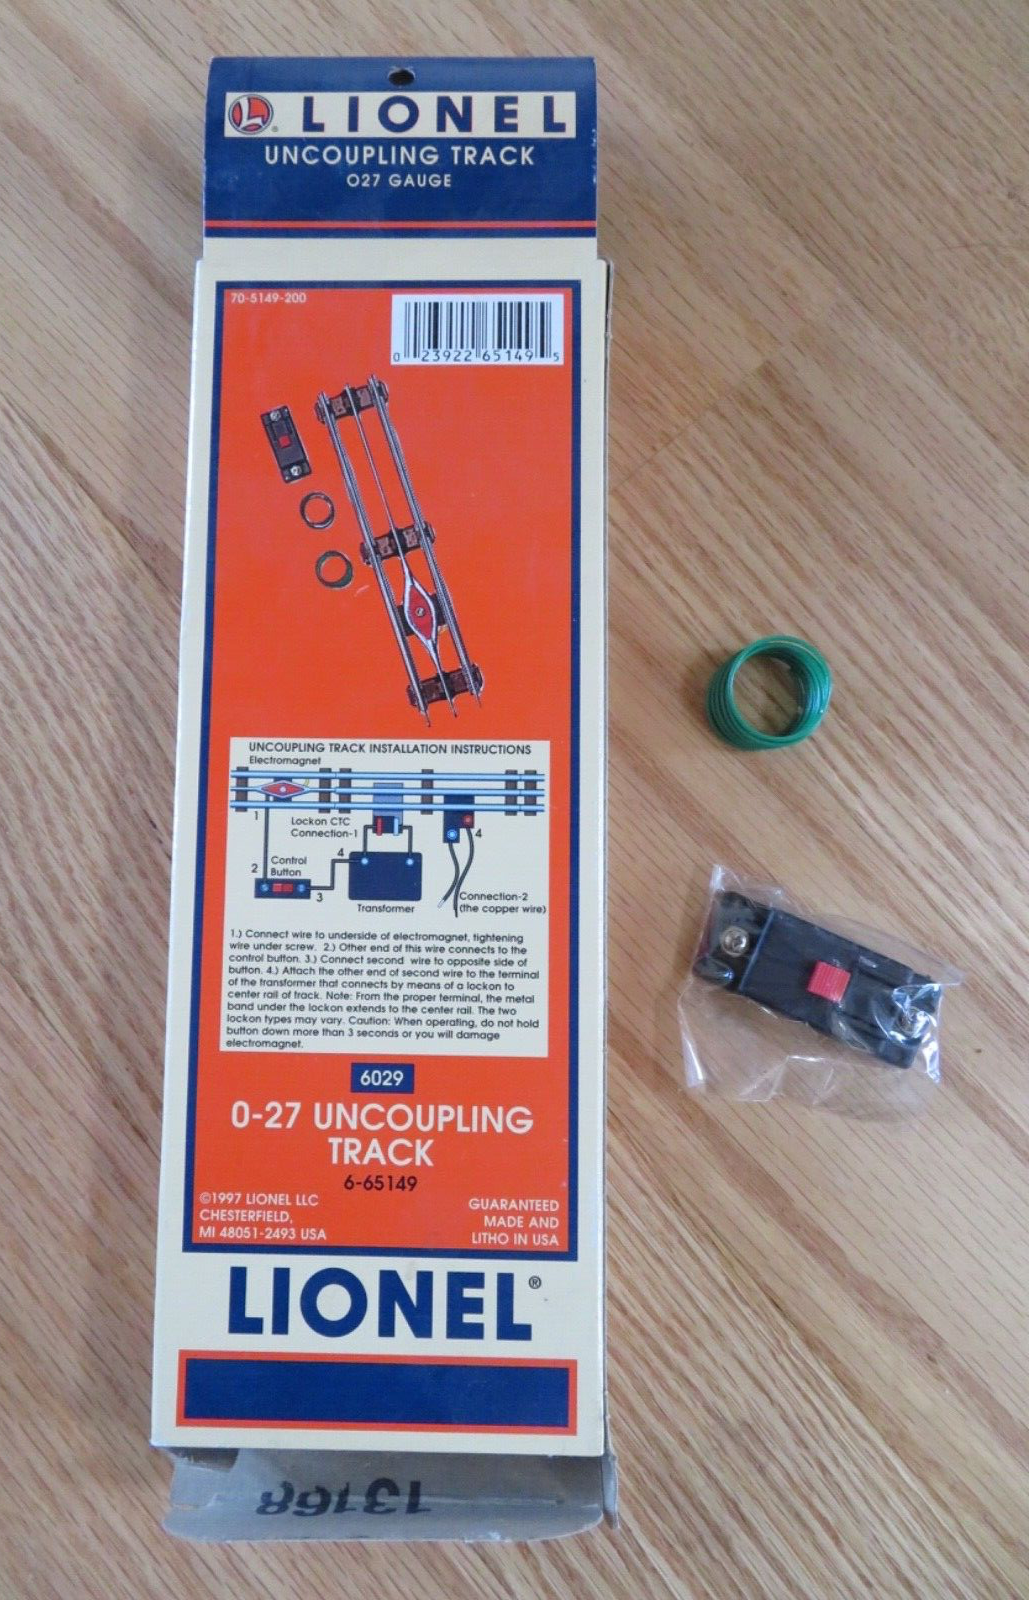 L ® LIONEL
UNCOUPLING TRACK
O27 GAUGE
70-5149-200
0 23922 65149 5
UNCOUPLING TRACK INSTALLATION INSTRUCTIONS
Electromagnet
1
Lockon CTC
Connection-1
4
4
Control
Button
2
3
Transformer
Connection-2
(the copper wire)
1.) Connect wire to underside of electromagnet, tightening
wire under screw. 2.) Other end of this wire connects to the
control button. 3.) Connect second wire to opposite side of
button. 4.) Attach the other end of second wire to the terminal
of the transformer that connects by means of a lockon to
center rail of track. Note: From the proper terminal, the metal
band under the lockon extends to the center rail. The two
lockon types may vary. Caution: When operating, do not hold
button down more than 3 seconds or you will damage
electromagnet.
6029
0-27 UNCOUPLING
TRACK
6-65149
©1997 LIONEL LLC
CHESTERFIELD,
MI 48051-2493 USA
GUARANTEED
MADE AND
LITHO IN USA
LIONEL®
13168